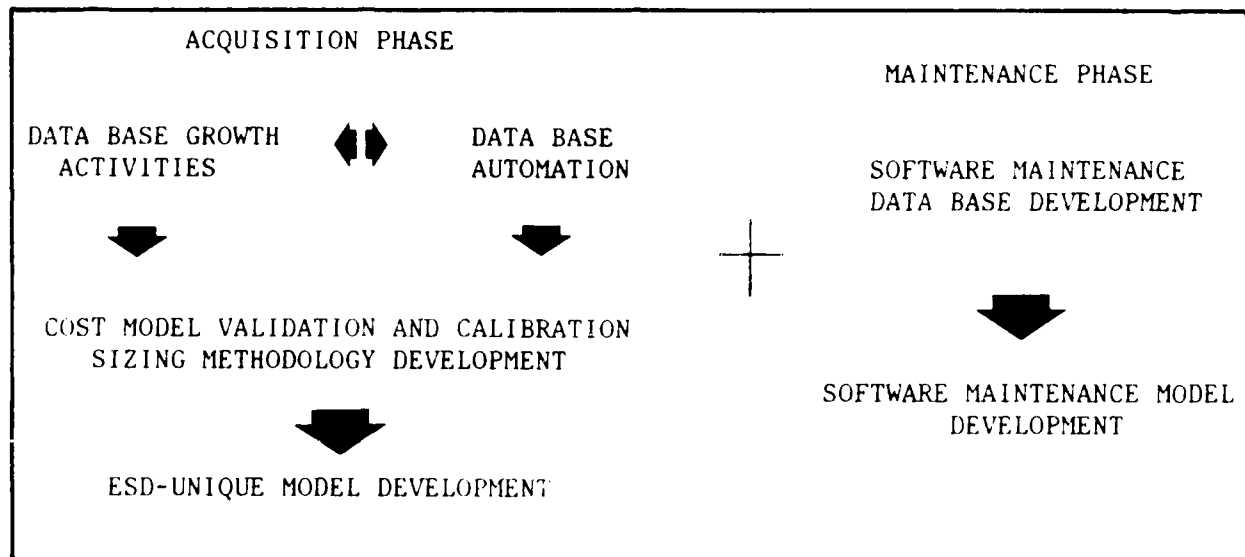 ACQUISITION PHASE
DATA BASE GROWTH
ACTIVITIES
DATA BASE
AUTOMATION
COST MODEL VALIDATION AND CALIBRATION
SIZING METHODOLOGY DEVELOPMENT
ESD-UNIQUE MODEL DEVELOPMENT
MAINTENANCE PHASE
SOFTWARE MAINTENANCE
DATA BASE DEVELOPMENT
SOFTWARE MAINTENANCE MODEL
DEVELOPMENT